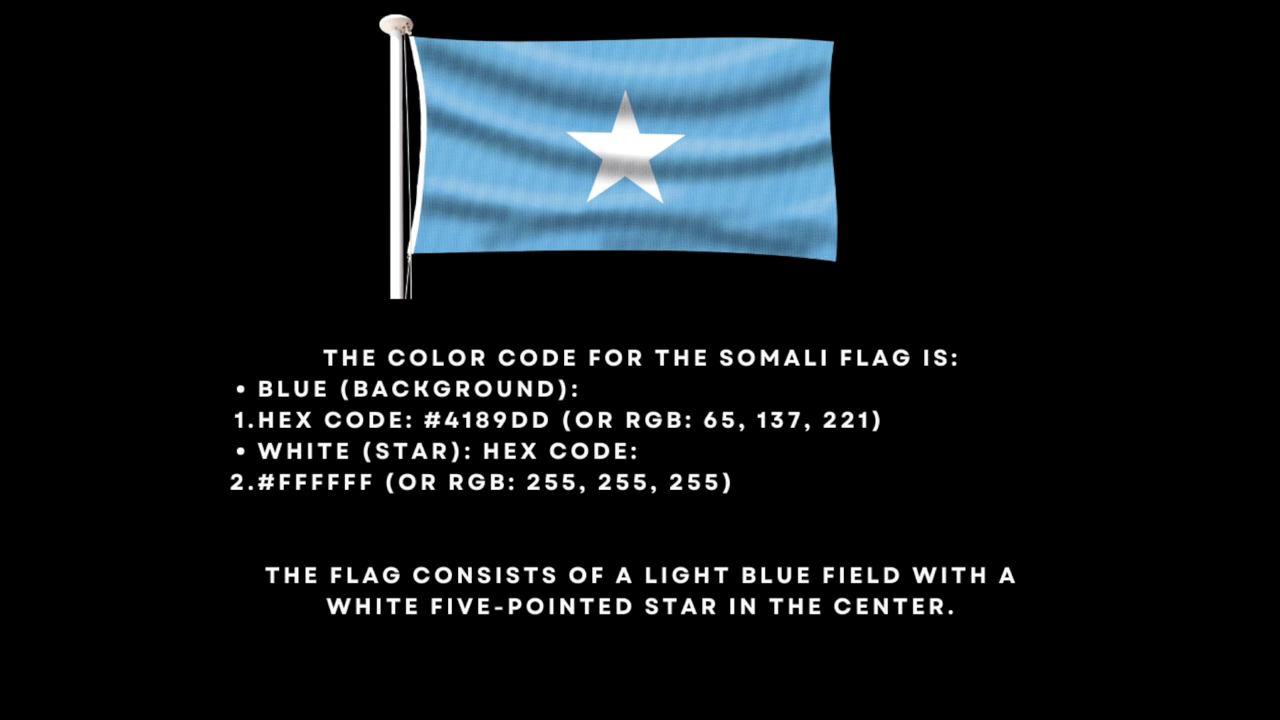 THE COLOR CODE FOR THE SOMALI FLAG IS:
• BLUE (BACKGROUND):
1.HEX CODE: #4189DD (OR RGB: 65, 137, 221)
• WHITE (STAR): HEX CODE:
2.#FFFFFF (OR RGB: 255, 255, 255)
THE FLAG CONSISTS OF A LIGHT BLUE FIELD WITH A
WHITE FIVE-POINTED STAR IN THE CENTER.